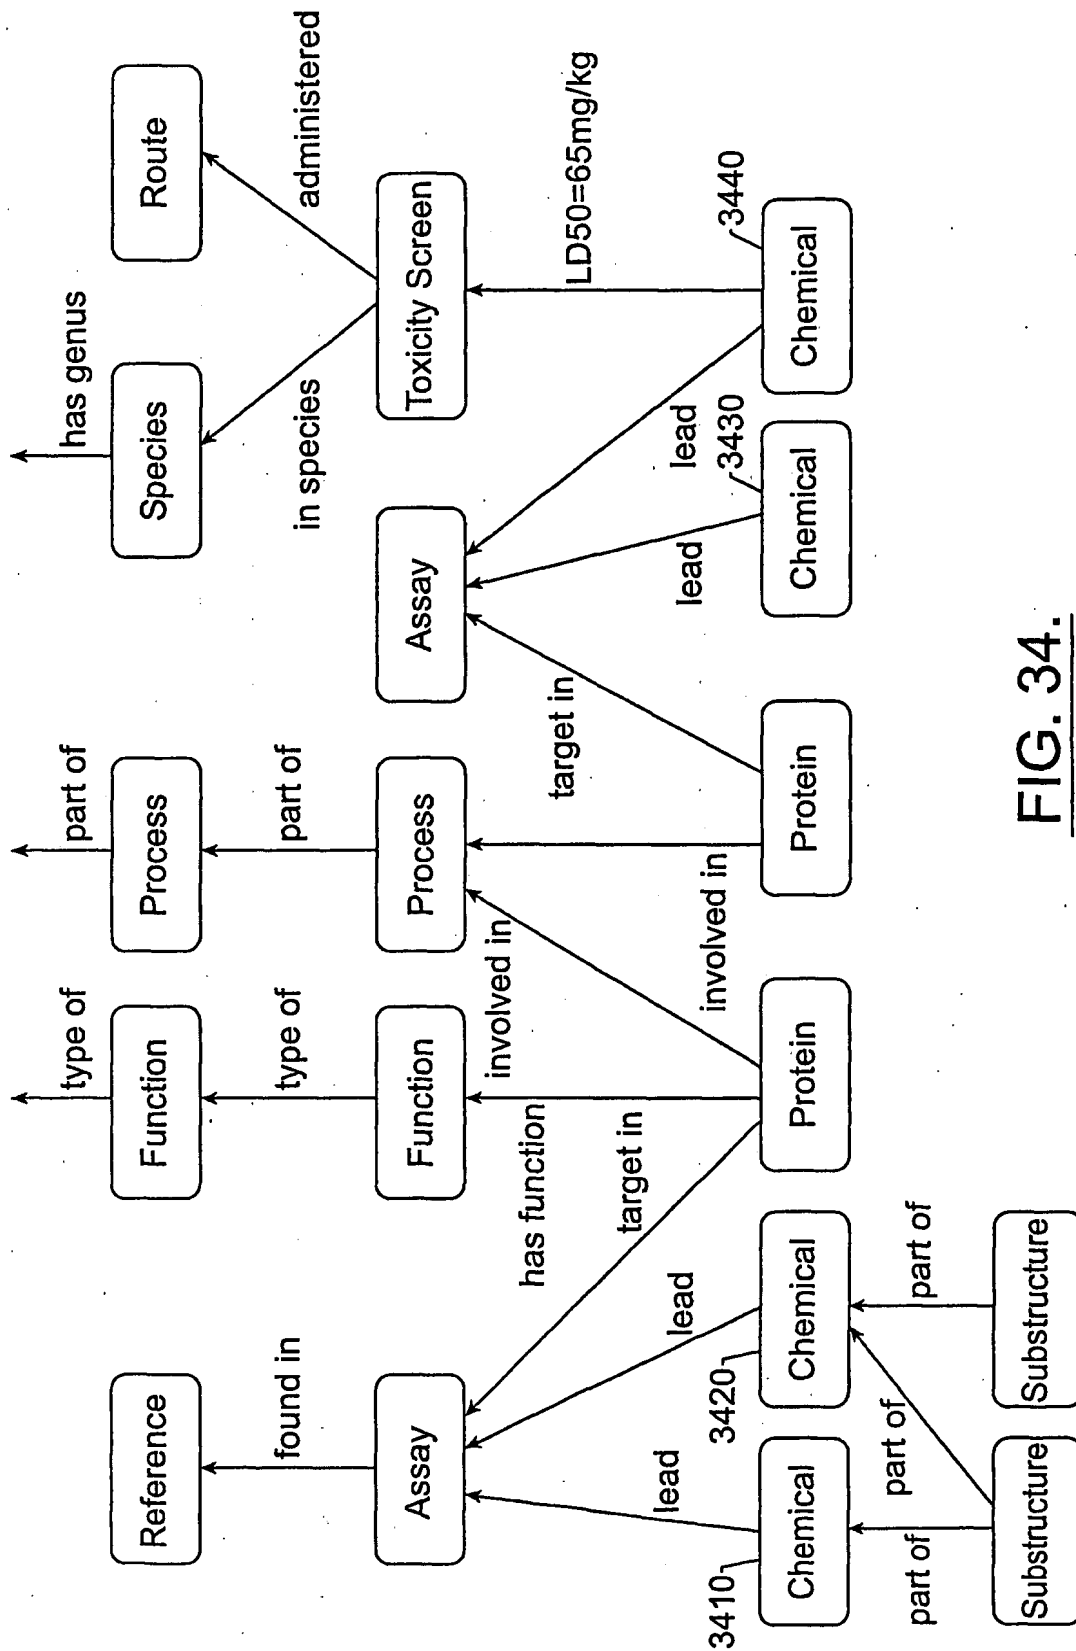 has genus
part of
type of
Reference
Function
Process
Species
Route
found in
type of
part of
in species
administered
Assay
Function
Process
Assay
Toxicity Screen
has function
involved in
target in
LD50=65mg/kg
lead
lead
target in
involved in
lead
lead
3410
Chemical
3420
Chemical
Protein
Protein
Chemical
3430
Chemical
3440
part of
part of
part of
Substructure
Substructure
FIG. 34.